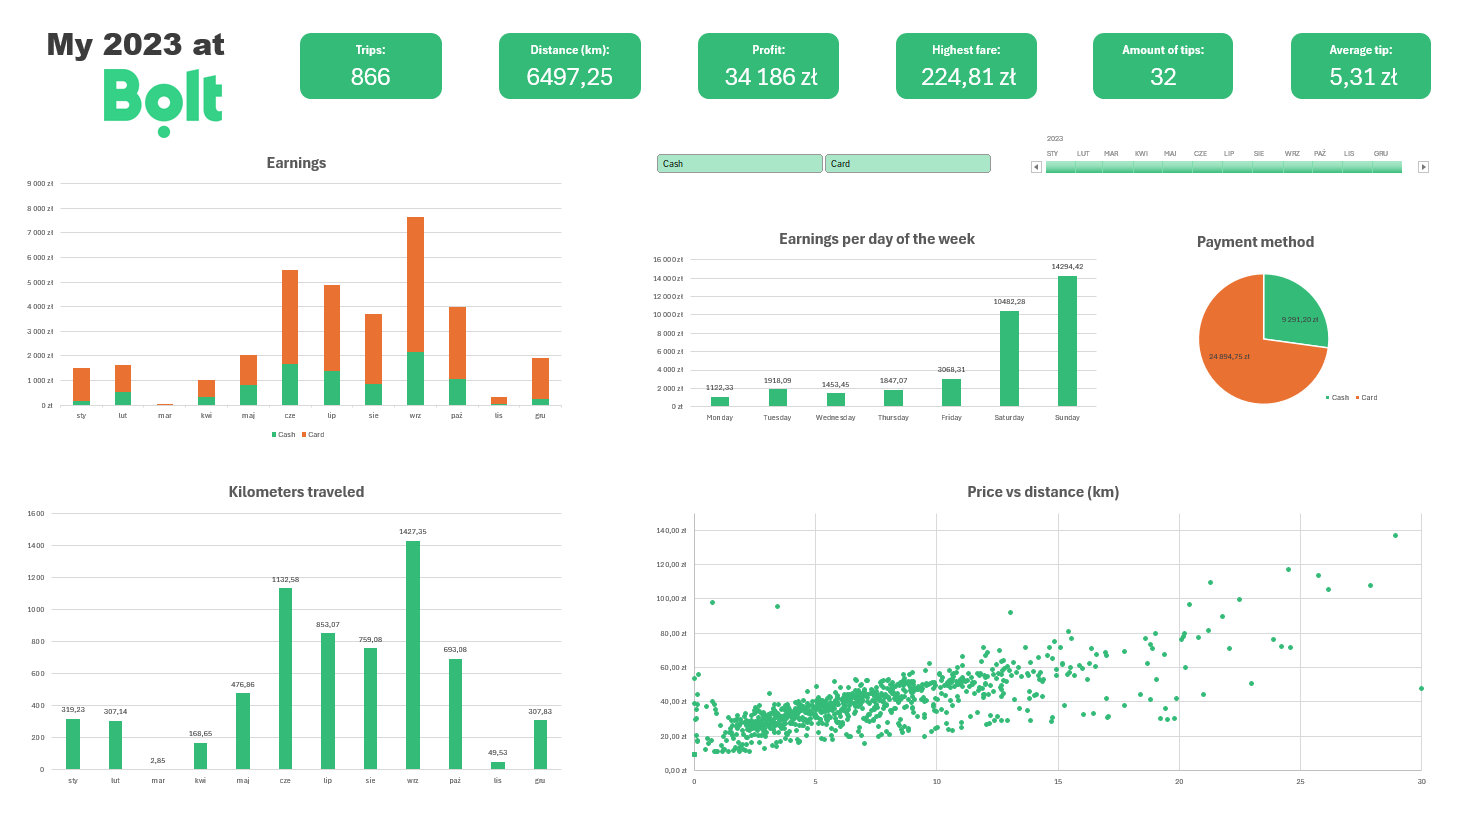 My 2023 at
Bolt
Trips:
866
Distance (km):
6497,25
Profit:
34 186 zł
Highest fare:
224,81 zł
Amount of tips:
32
Average tip:
5,31 zł
Cash
Card
2023
STY LUT MAR KWI MAJ CZE LIP SIE WRZ PAŹ LIS GRU
Earnings
9 000 zł
8 000 zł
7 000 zł
6 000 zł
5 000 zł
4 000 zł
3 000 zł
2 000 zł
1 000 zł
0 zł
sty lut mar kwi maj cze lip sie wrz paź lis gru
Cash Card
Earnings per day of the week
16 000 zł
14 000 zł
12 000 zł
10 000 zł
8 000 zł
6 000 zł
4 000 zł
2 000 zł
0 zł
1122,33 1918,09 1453,45 1847,07 3068,31 10482,28 14294,42
Monday Tuesday Wednesday Thursday Friday Saturday Sunday
Payment method
9 291,20 zł
24 894,75 zł
Cash Card
Kilometers traveled
1600
1400
1200
1000
800
600
400
200
0
319,23 307,14 2,85 168,65 476,86 1132,58 853,07 759,08 1427,35 693,08 49,53 307,83
sty lut mar kwi maj cze lip sie wrz paź lis gru
Price vs distance (km)
140,00 zł
120,00 zł
100,00 zł
80,00 zł
60,00 zł
40,00 zł
20,00 zł
0,00 zł
0 5 10 15 20 25 30